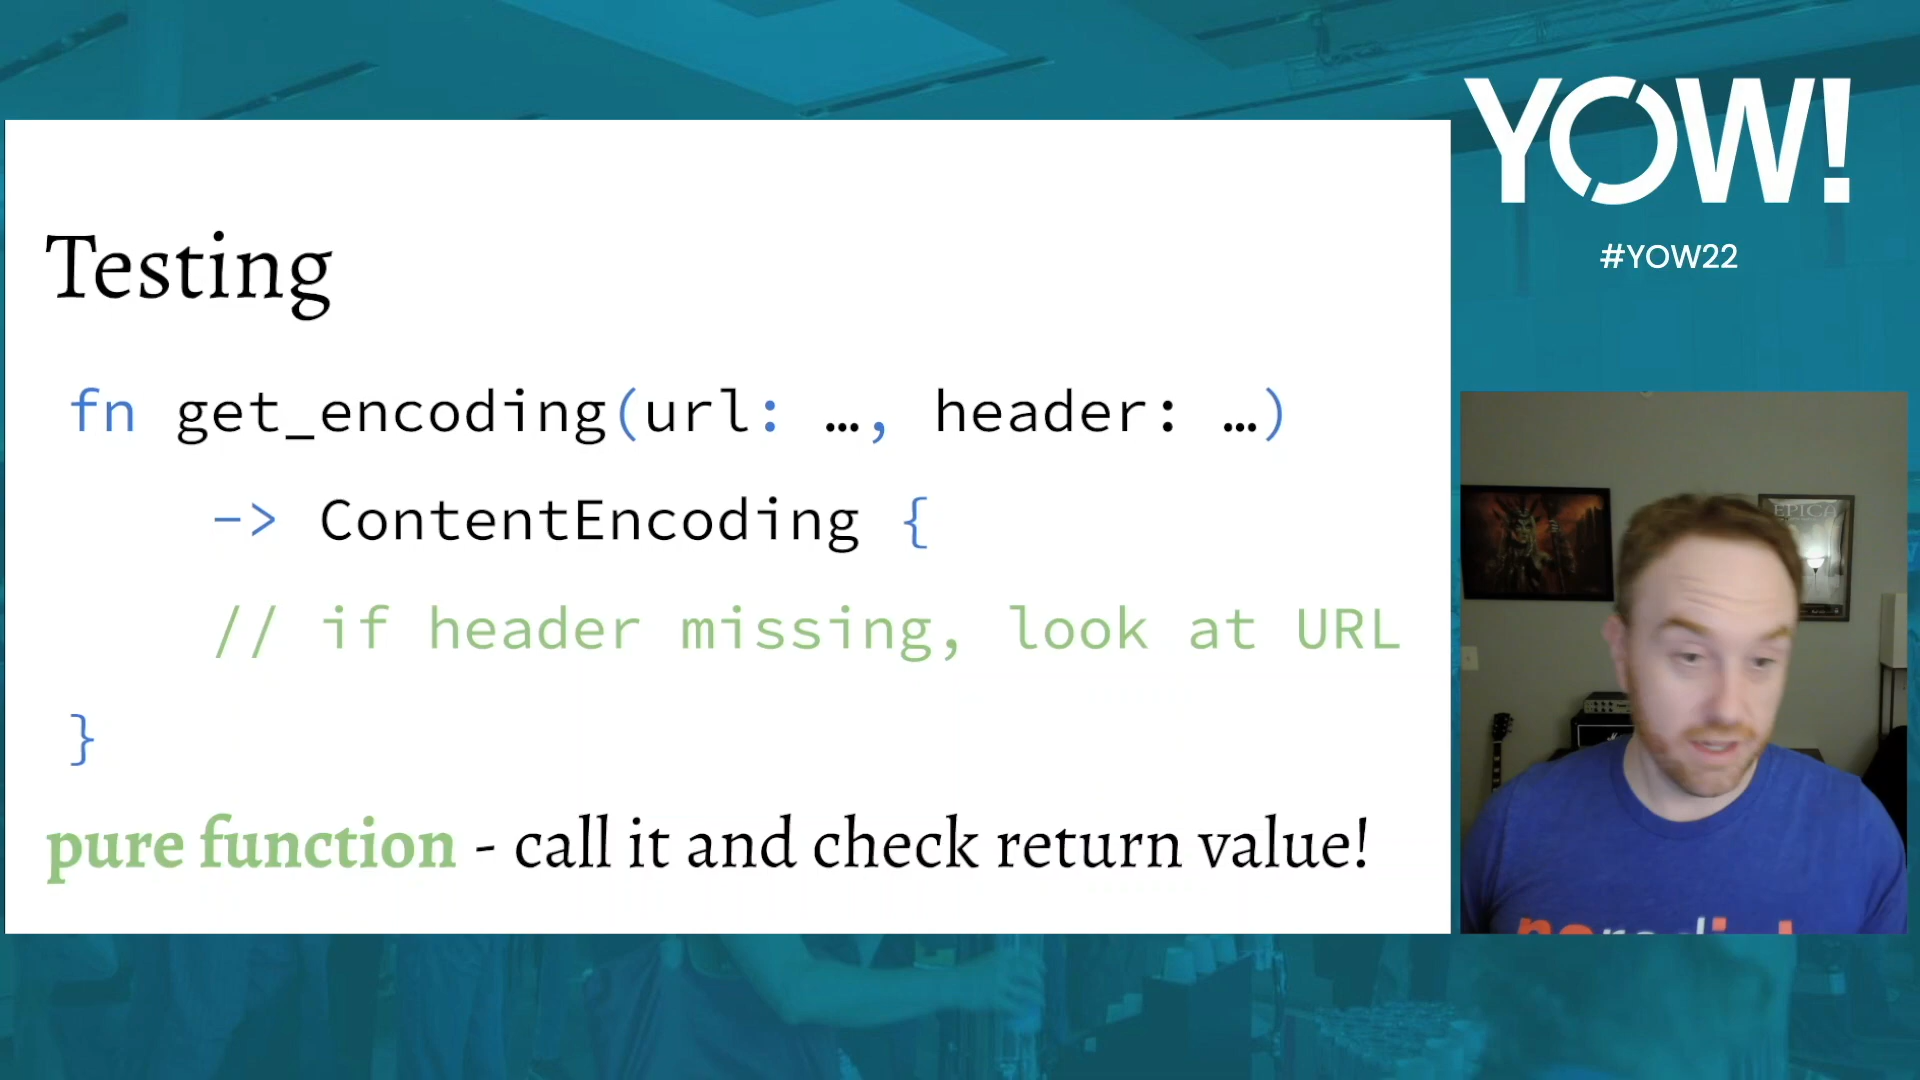 YOW!
#YOW22
Testing
fn get_encoding(url: …, header: …)
-> ContentEncoding {
// if header missing, look at URL
}
pure function - call it and check return value!
EPICA